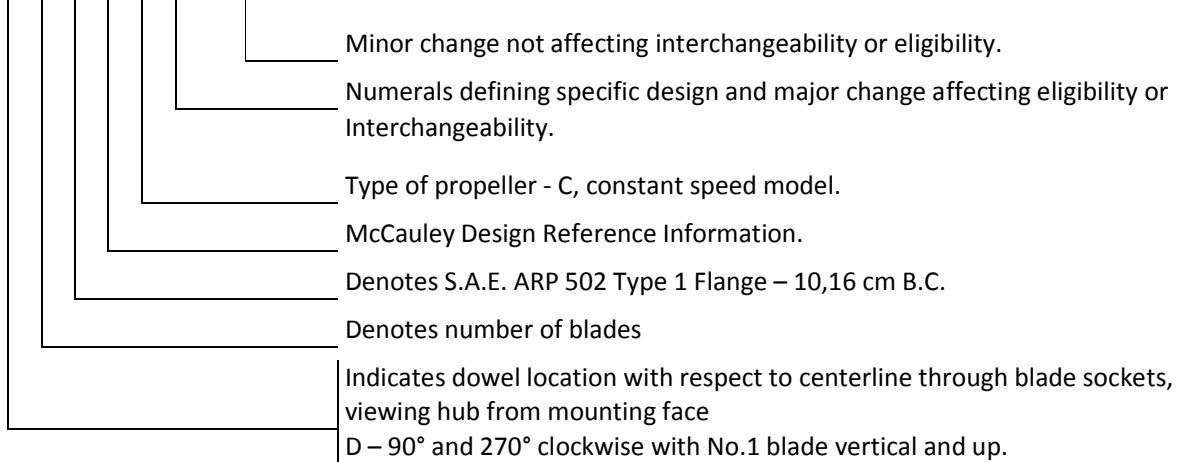 Minor change not affecting interchangeability or eligibility.
Numerals defining specific design and major change affecting eligibility or
Interchangeability.
Type of propeller - C, constant speed model.
McCauley Design Reference Information.
Denotes S.A.E. ARP 502 Type 1 Flange – 10,16 cm B.C.
Denotes number of blades
Indicates dowel location with respect to centerline through blade sockets,
viewing hub from mounting face
D – 90° and 270° clockwise with No.1 blade vertical and up.